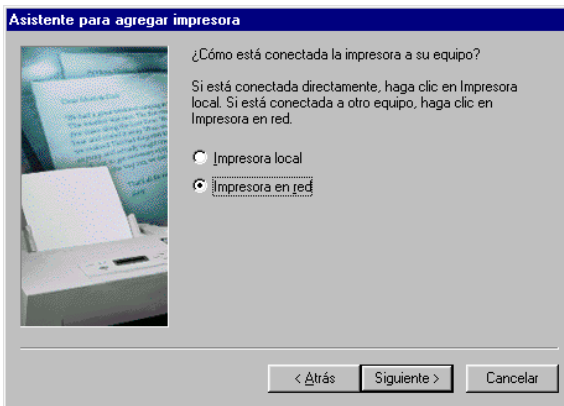 Asistente para agregar impresora
¿Cómo está conectada la impresora a su equipo?
Si está conectada directamente, haga clic en Impresora
local. Si está conectada a otro equipo, haga clic en
Impresora en red.
Impresora local
Impresora en red
< Atrás
Siguiente >
Cancelar